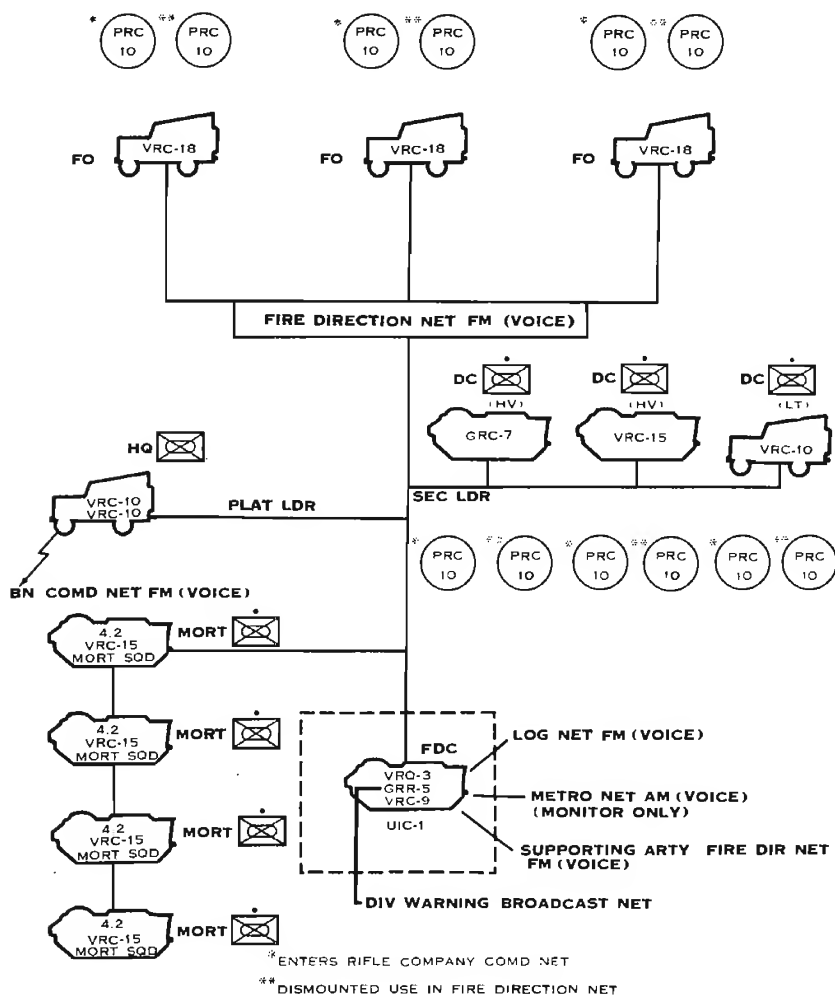 * PRC 10 ** PRC 10
* PRC 10 ** PRC 10
* PRC 10 ** PRC 10
FO VRC-18
FO VRC-18
FO VRC-18
FIRE DIRECTION NET FM (VOICE)
DC
(HV)
GRC-7
DC
(HV)
VRC-15
DC
(LT)
VRC-10
SEC LDR
HQ
VRC-10
VRC-10
PLAT LDR
BN COMD NET FM (VOICE)
* PRC 10
** PRC 10
* PRC 10
** PRC 10
* PRC 10
** PRC 10
4.2
VRC-15
MORT SQD
MORT
4.2
VRC-15
MORT SQD
MORT
4.2
VRC-15
MORT SQD
MORT
4.2
VRC-15
MORT SQD
MORT
FDC
VRQ-3
GRR-5
VRC-9
UIC-1
LOG NET FM (VOICE)
METRO NET AM (VOICE)
(MONITOR ONLY)
SUPPORTING ARTY FIRE DIR NET
FM (VOICE)
DIV WARNING BROADCAST NET
*ENTERS RIFLE COMPANY COMD NET
**DISMOUNTED USE IN FIRE DIRECTION NET